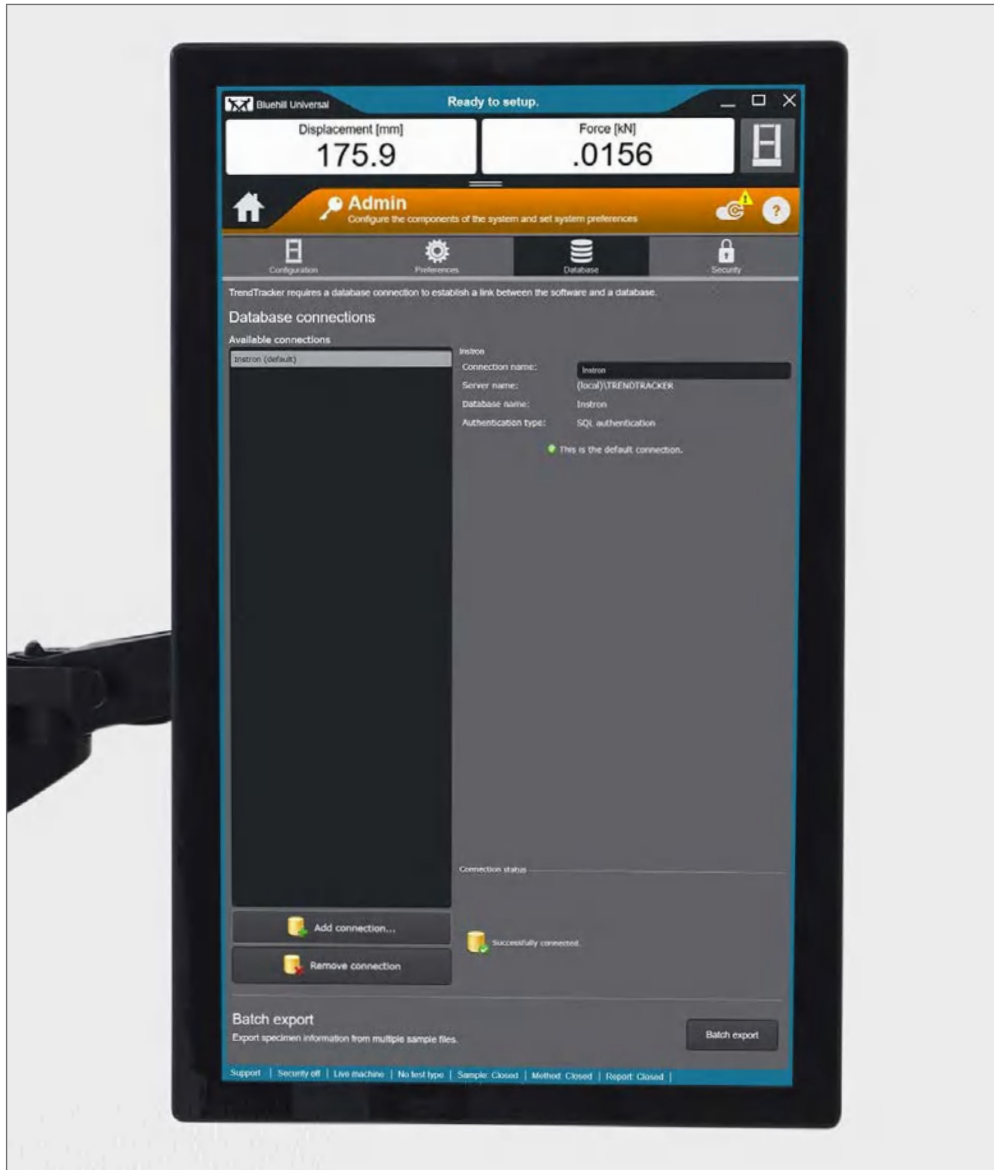 Bluehill Universal
Ready to setup.
Displacement [mm]
175.9
Force [kN]
.0156
Admin
Configure the components of the system and set system preferences
?
Configuration
Preferences
Database
Security
TrendTracker requires a database connection to establish a link between the software and a database.
Database connections
Available connections
Instron (default)
Instron
Connection name: Instron
Server name: (local)\TRENDTRACKER
Database name: Instron
Authentication type: SQL authentication
This is the default connection.
Connection status
Successfully connected.
Add connection...
Remove connection
Batch export
Export specimen information from multiple sample files.
Batch export
Support | Security off | Live machine | No test type | Sample: Closed | Method: Closed | Report: Closed |